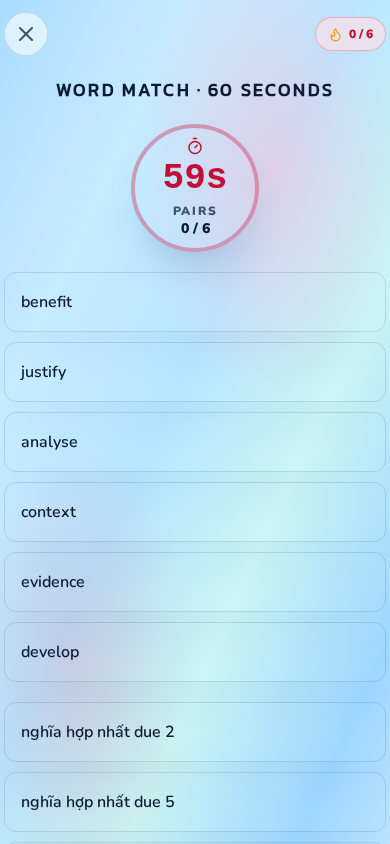 0 / 6
WORD MATCH · 60 SECONDS
59s
PAIRS
0 / 6
benefit
justify
analyse
context
evidence
develop
nghĩa hợp nhất due 2
nghĩa hợp nhất due 5